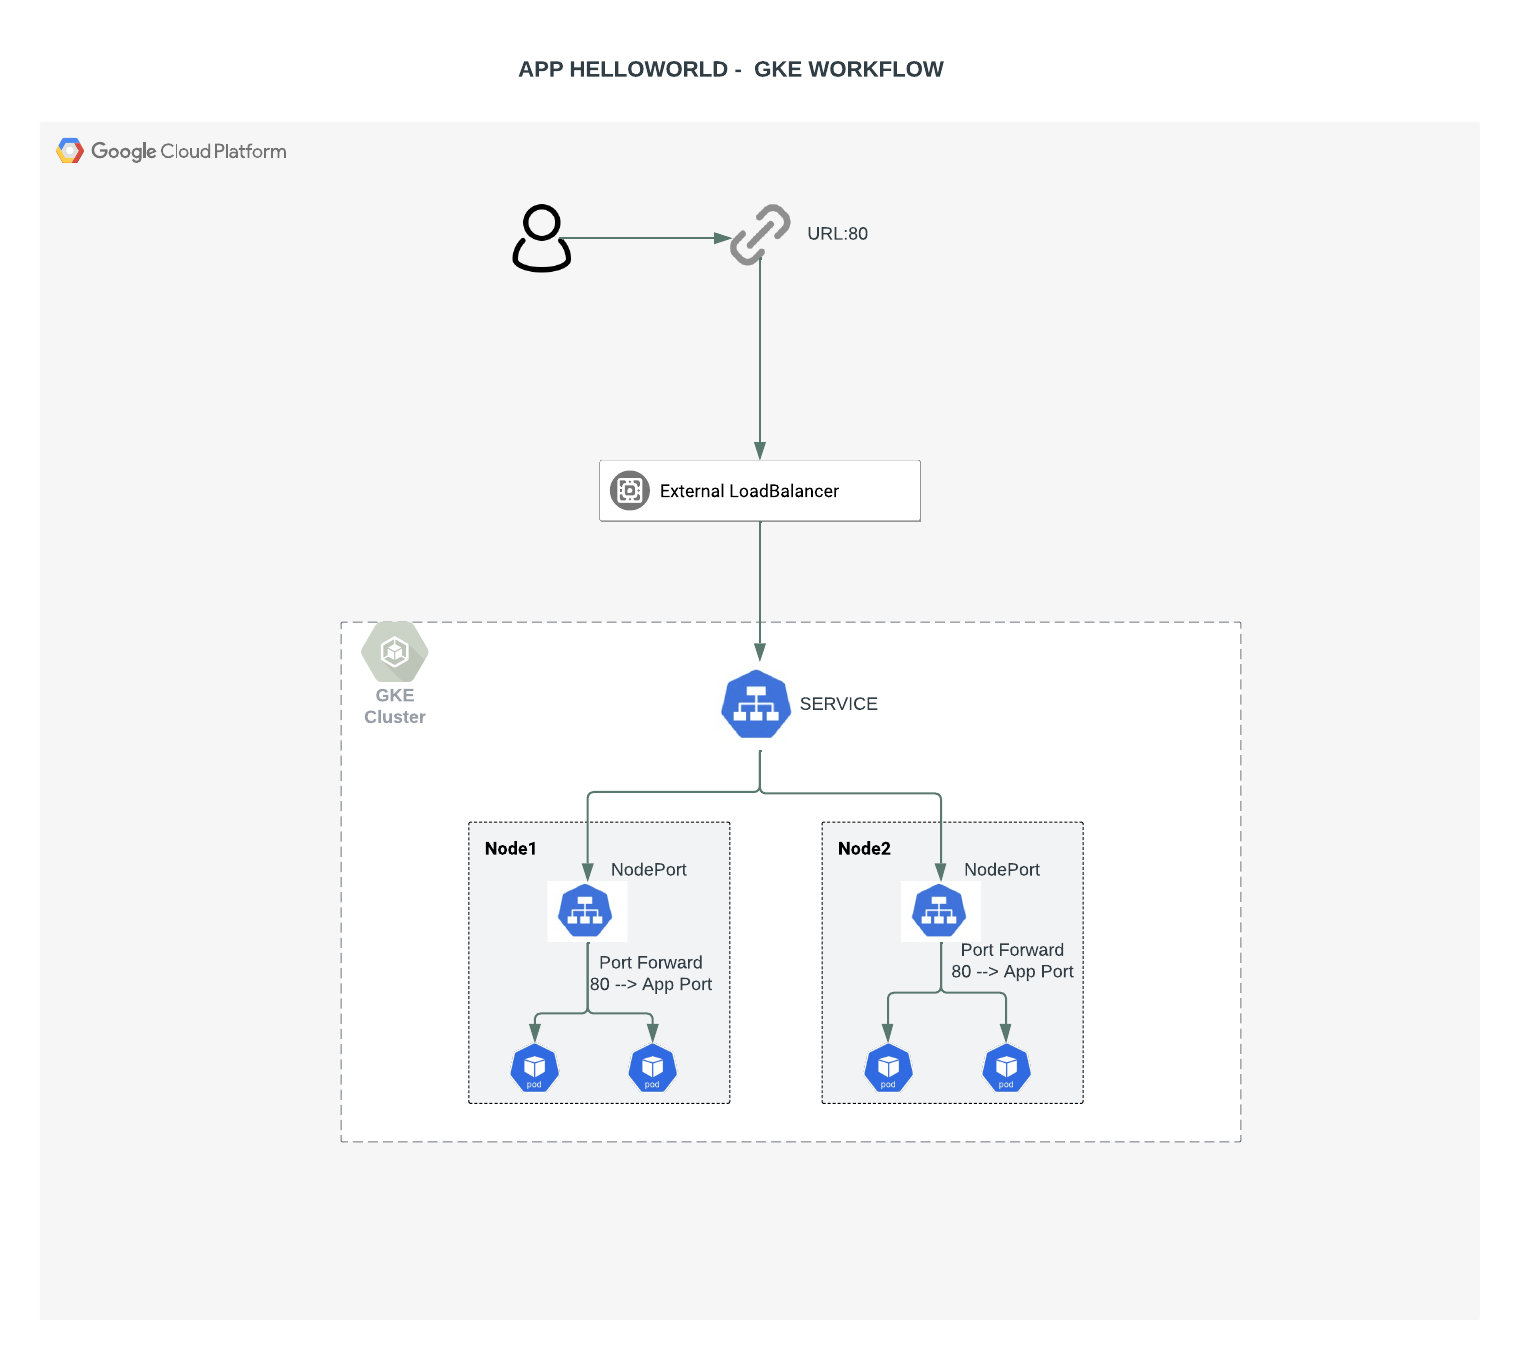 APP HELLOWORLD -  GKE WORKFLOW
Google Cloud Platform
URL:80
External LoadBalancer
GKE
Cluster
SERVICE
Node1
NodePort
Port Forward
80 --> App Port
pod
pod
Node2
NodePort
Port Forward
80 --> App Port
pod
pod